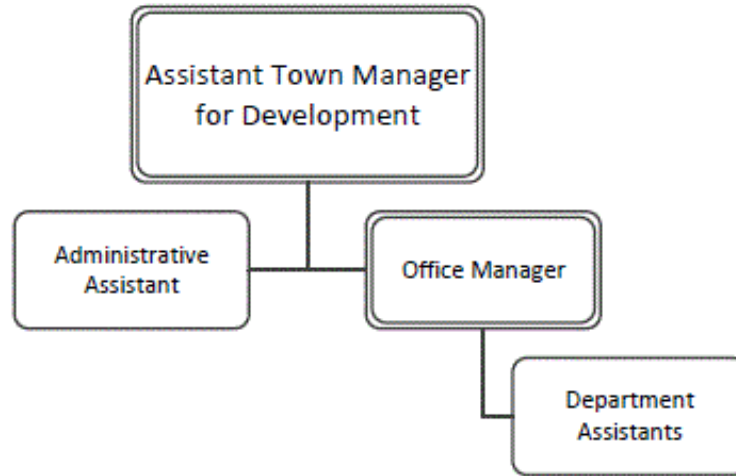 Assistant Town Manager
for Development
Administrative
Assistant
Office Manager
Department
Assistants